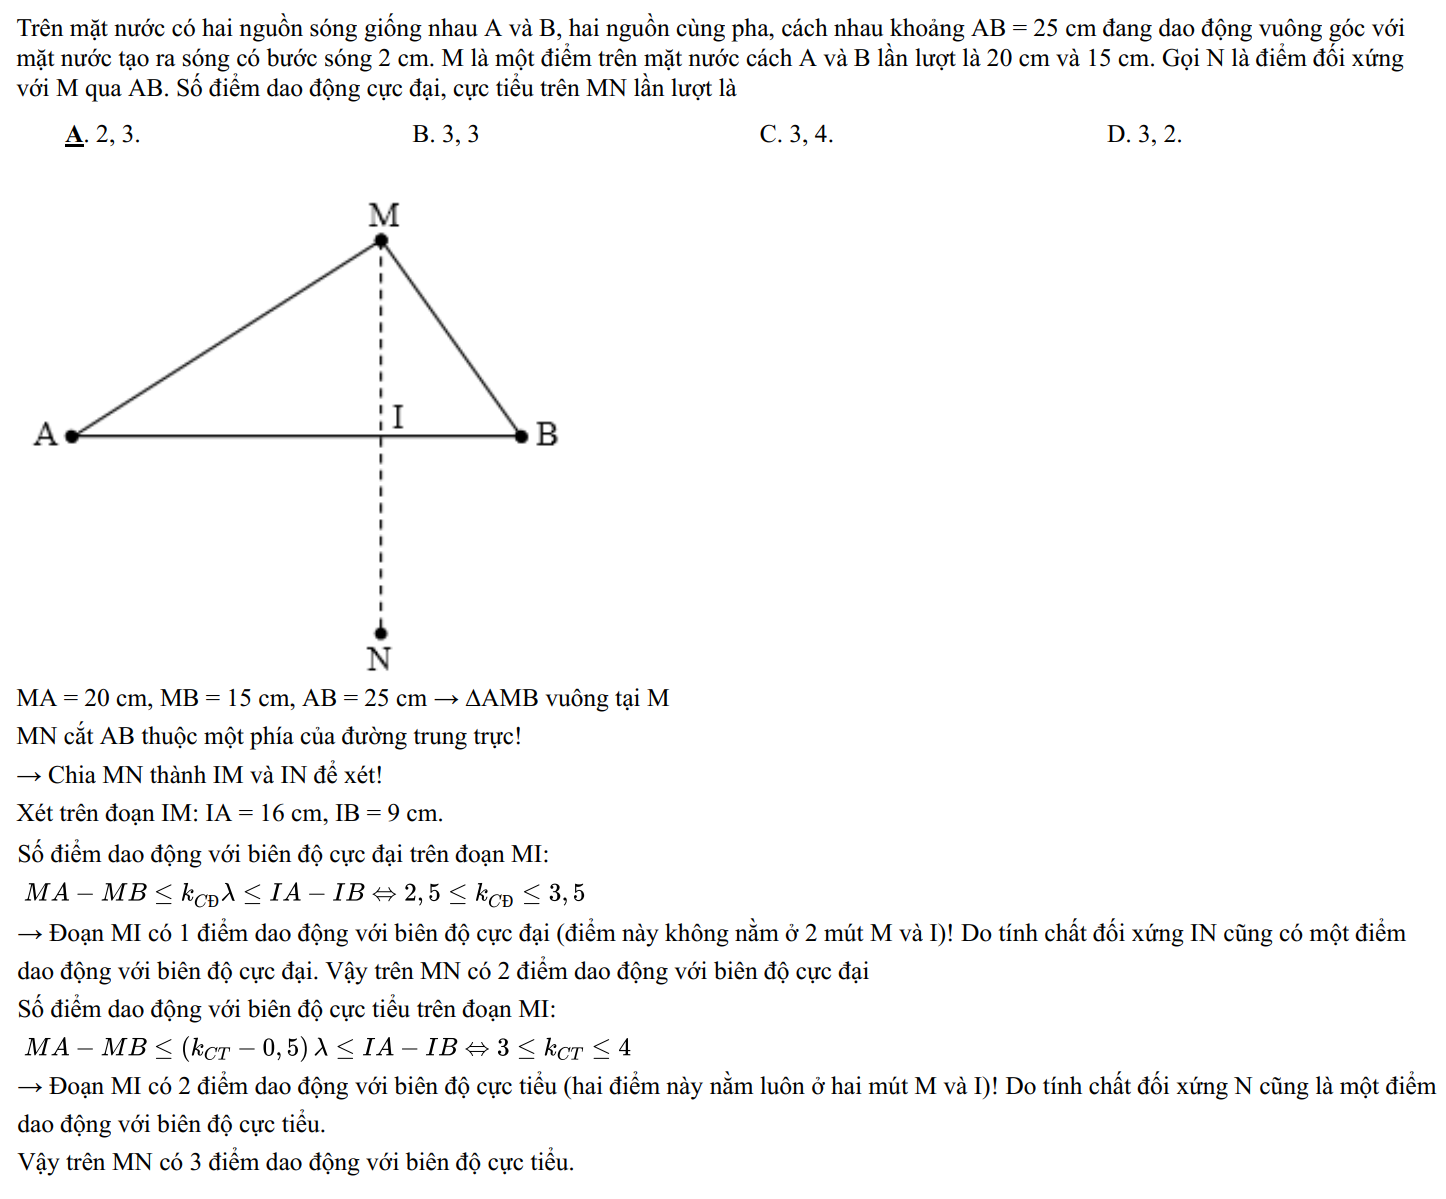 Trên mặt nước có hai nguồn sóng giống nhau A và B, hai nguồn cùng pha, cách nhau khoảng AB = 25 cm đang dao động vuông góc với
mặt nước tạo ra sóng có bước sóng 2 cm. M là một điểm trên mặt nước cách A và B lần lượt là 20 cm và 15 cm. Gọi N là điểm đối xứng
với M qua AB. Số điểm dao động cực đại, cực tiểu trên MN lần lượt là
A. 2, 3. B. 3, 3 C. 3, 4. D. 3, 2.
M
I
A B
N
MA = 20 cm, MB = 15 cm, AB = 25 cm → ΔAMB vuông tại M
MN cắt AB thuộc một phía của đường trung trực!
→ Chia MN thành IM và IN để xét!
Xét trên đoạn IM: IA = 16 cm, IB = 9 cm.
Số điểm dao động với biên độ cực đại trên đoạn MI:
MA − MB ≤ k_{CĐ}λ ≤ IA − IB ⇔ 2, 5 ≤ k_{CĐ} ≤ 3, 5
→ Đoạn MI có 1 điểm dao động với biên độ cực đại (điểm này không nằm ở 2 mút M và I)! Do tính chất đối xứng IN cũng có một điểm
dao động với biên độ cực đại. Vậy trên MN có 2 điểm dao động với biên độ cực đại
Số điểm dao động với biên độ cực tiểu trên đoạn MI:
MA − MB ≤ (k_{CT} − 0, 5) λ ≤ IA − IB ⇔ 3 ≤ k_{CT} ≤ 4
→ Đoạn MI có 2 điểm dao động với biên độ cực tiểu (hai điểm này nằm luôn ở hai mút M và I)! Do tính chất đối xứng N cũng là một điểm
dao động với biên độ cực tiểu.
Vậy trên MN có 3 điểm dao động với biên độ cực tiểu.